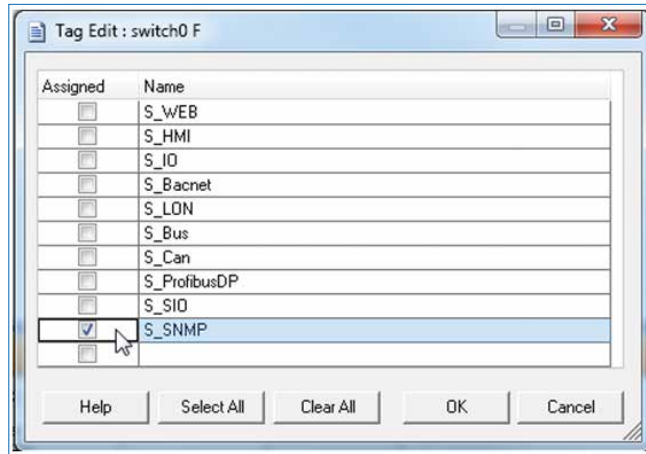 Tag Edit : switch0 F
Assigned Name
S_WEB
S_HMI
S_IO
S_Bacnet
S_LON
S_Bus
S_Can
S_ProfibusDP
S_SIO
S_SNMP
Help Select All Clear All OK Cancel